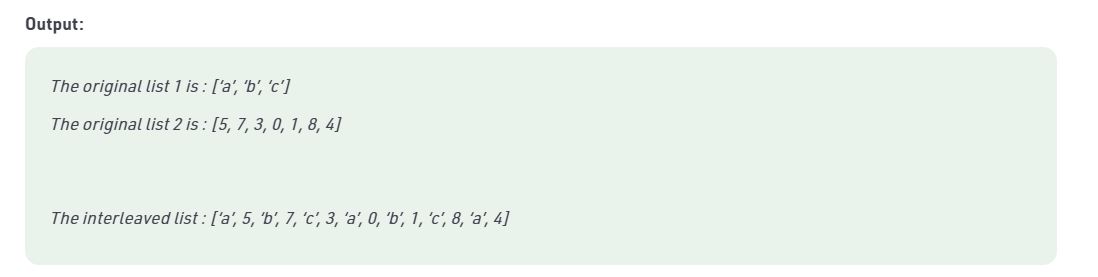 Output:
The original list 1 is : [‘a’, ‘b’, ‘c’]
The original list 2 is : [5, 7, 3, 0, 1, 8, 4]
The interleaved list : [‘a’, 5, ‘b’, 7, ‘c’, 3, ‘a’, 0, ‘b’, 1, ‘c’, 8, ‘a’, 4]